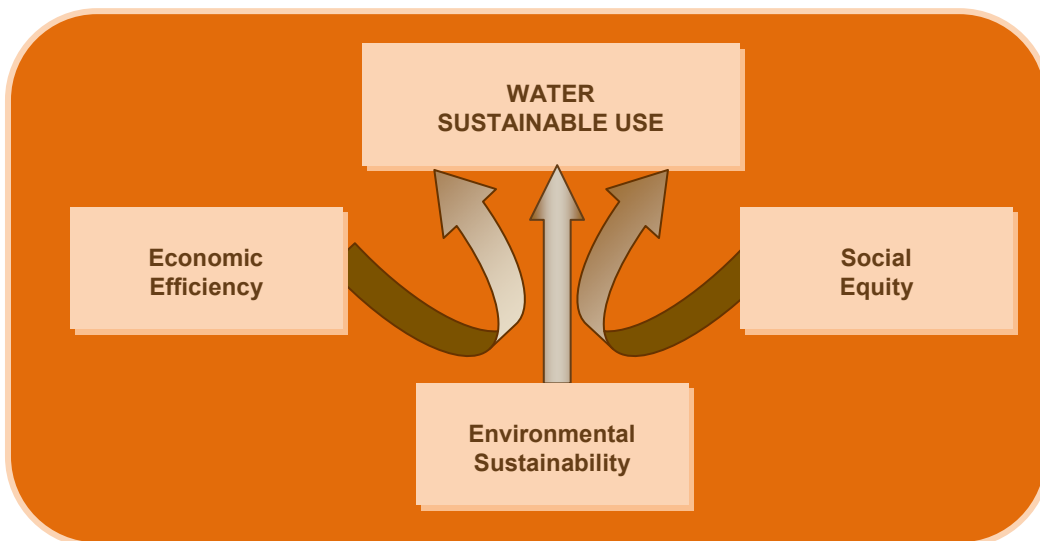 WATER
SUSTAINABLE USE
Economic
Efficiency
Social
Equity
Environmental
Sustainability